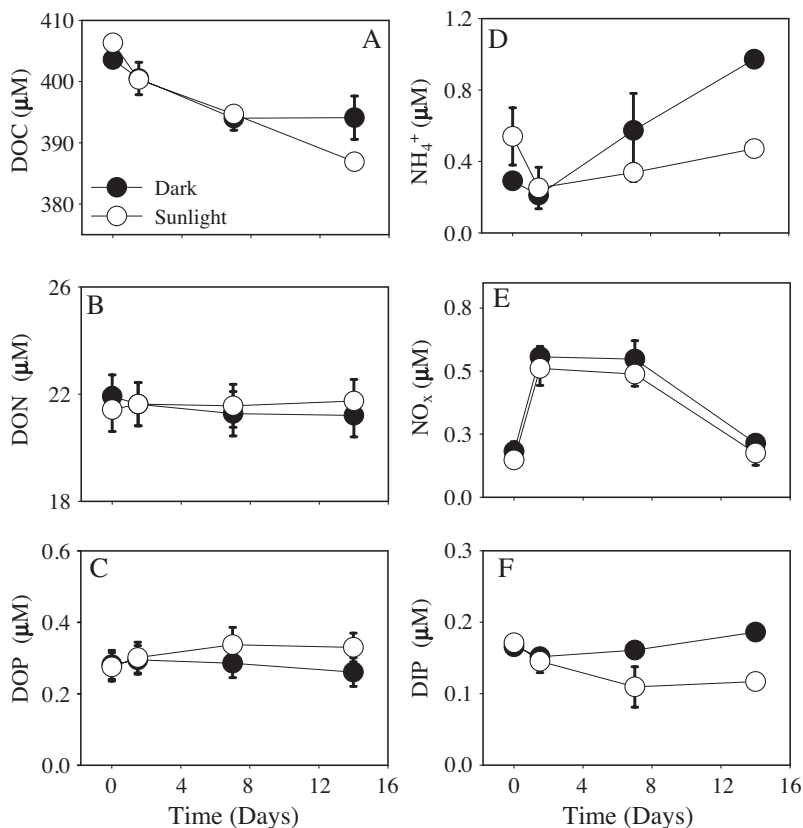 A
DOC (µM)
410
400
390
380
Dark
Sunlight
D
NH₄⁺ (µM)
1.2
0.8
0.4
0.0
B
DON (µM)
26
22
18
E
NOₓ (µM)
0.8
0.5
0.3
0.0
C
DOP (µM)
0.6
0.4
0.2
0.0
0 4 8 12 16
Time (Days)
F
DIP (µM)
0.3
0.2
0.1
0.0
0 4 8 12 16
Time (Days)